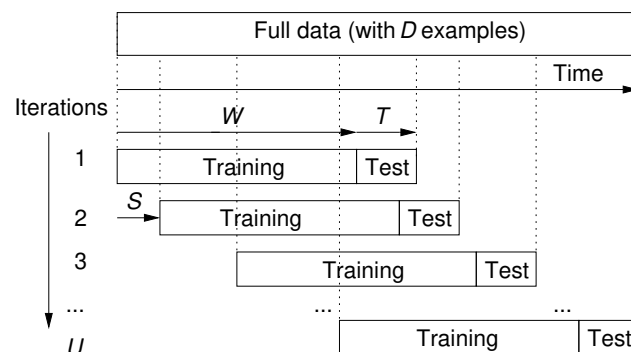 Full data (with D examples)
Time
Iterations
W T
1 Training Test
S
2 Training Test
3 Training Test
... ... ...
U Training Test